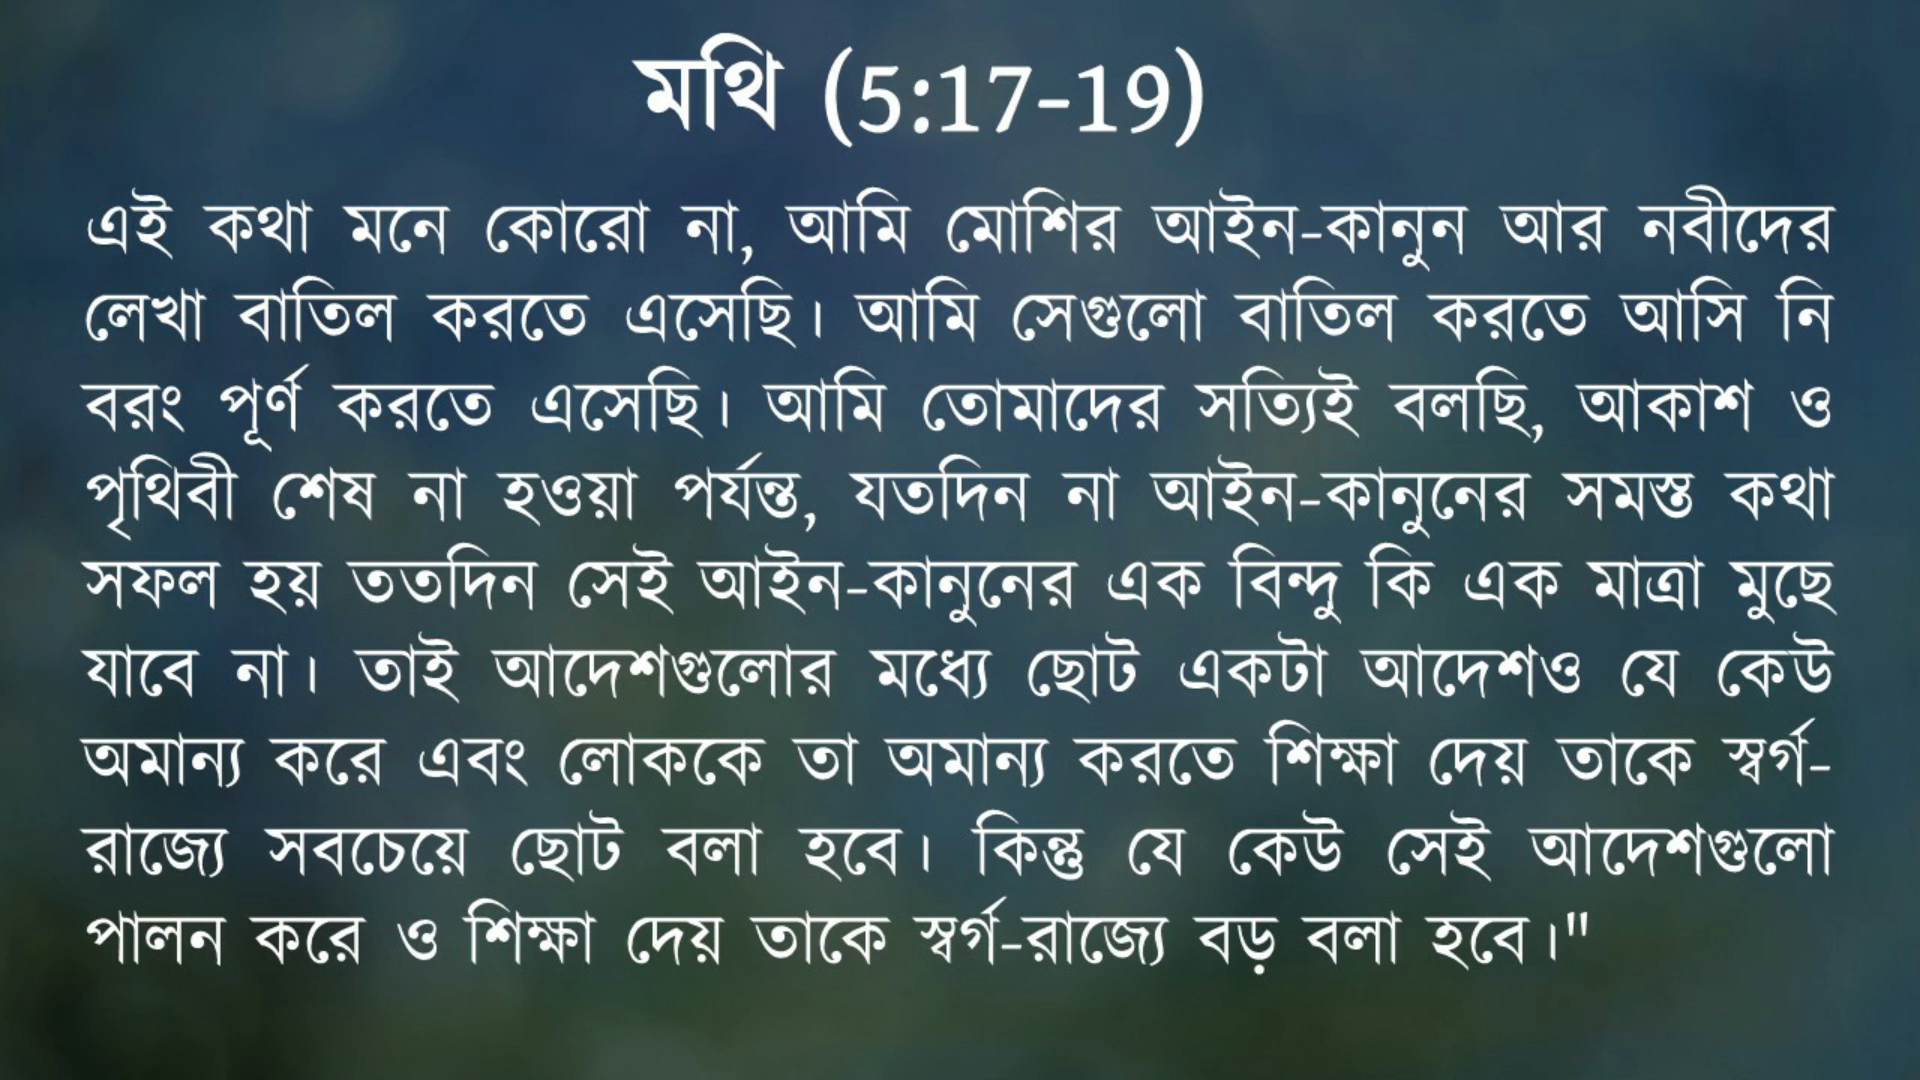 মথি (5:17-19)
এই কথা মনে কোরো না, আমি মোশির আইন-কানুন আর নবীদের
লেখা বাতিল করতে এসেছি। আমি সেগুলো বাতিল করতে আসি নি
বরং পূর্ণ করতে এসেছি। আমি তোমাদের সত্যিই বলছি, আকাশ ও
পৃথিবী শেষ না হওয়া পর্যন্ত, যতদিন না আইন-কানুনের সমস্ত কথা
সফল হয় ততদিন সেই আইন-কানুনের এক বিন্দু কি এক মাত্রা মুছে
যাবে না। তাই আদেশগুলোর মধ্যে ছোট একটা আদেশও যে কেউ
অমান্য করে এবং লোককে তা অমান্য করতে শিক্ষা দেয় তাকে স্বর্গ-
রাজ্যে সবচেয়ে ছোট বলা হবে। কিন্তু যে কেউ সেই আদেশগুলো
পালন করে ও শিক্ষা দেয় তাকে স্বর্গ-রাজ্যে বড় বলা হবে।"